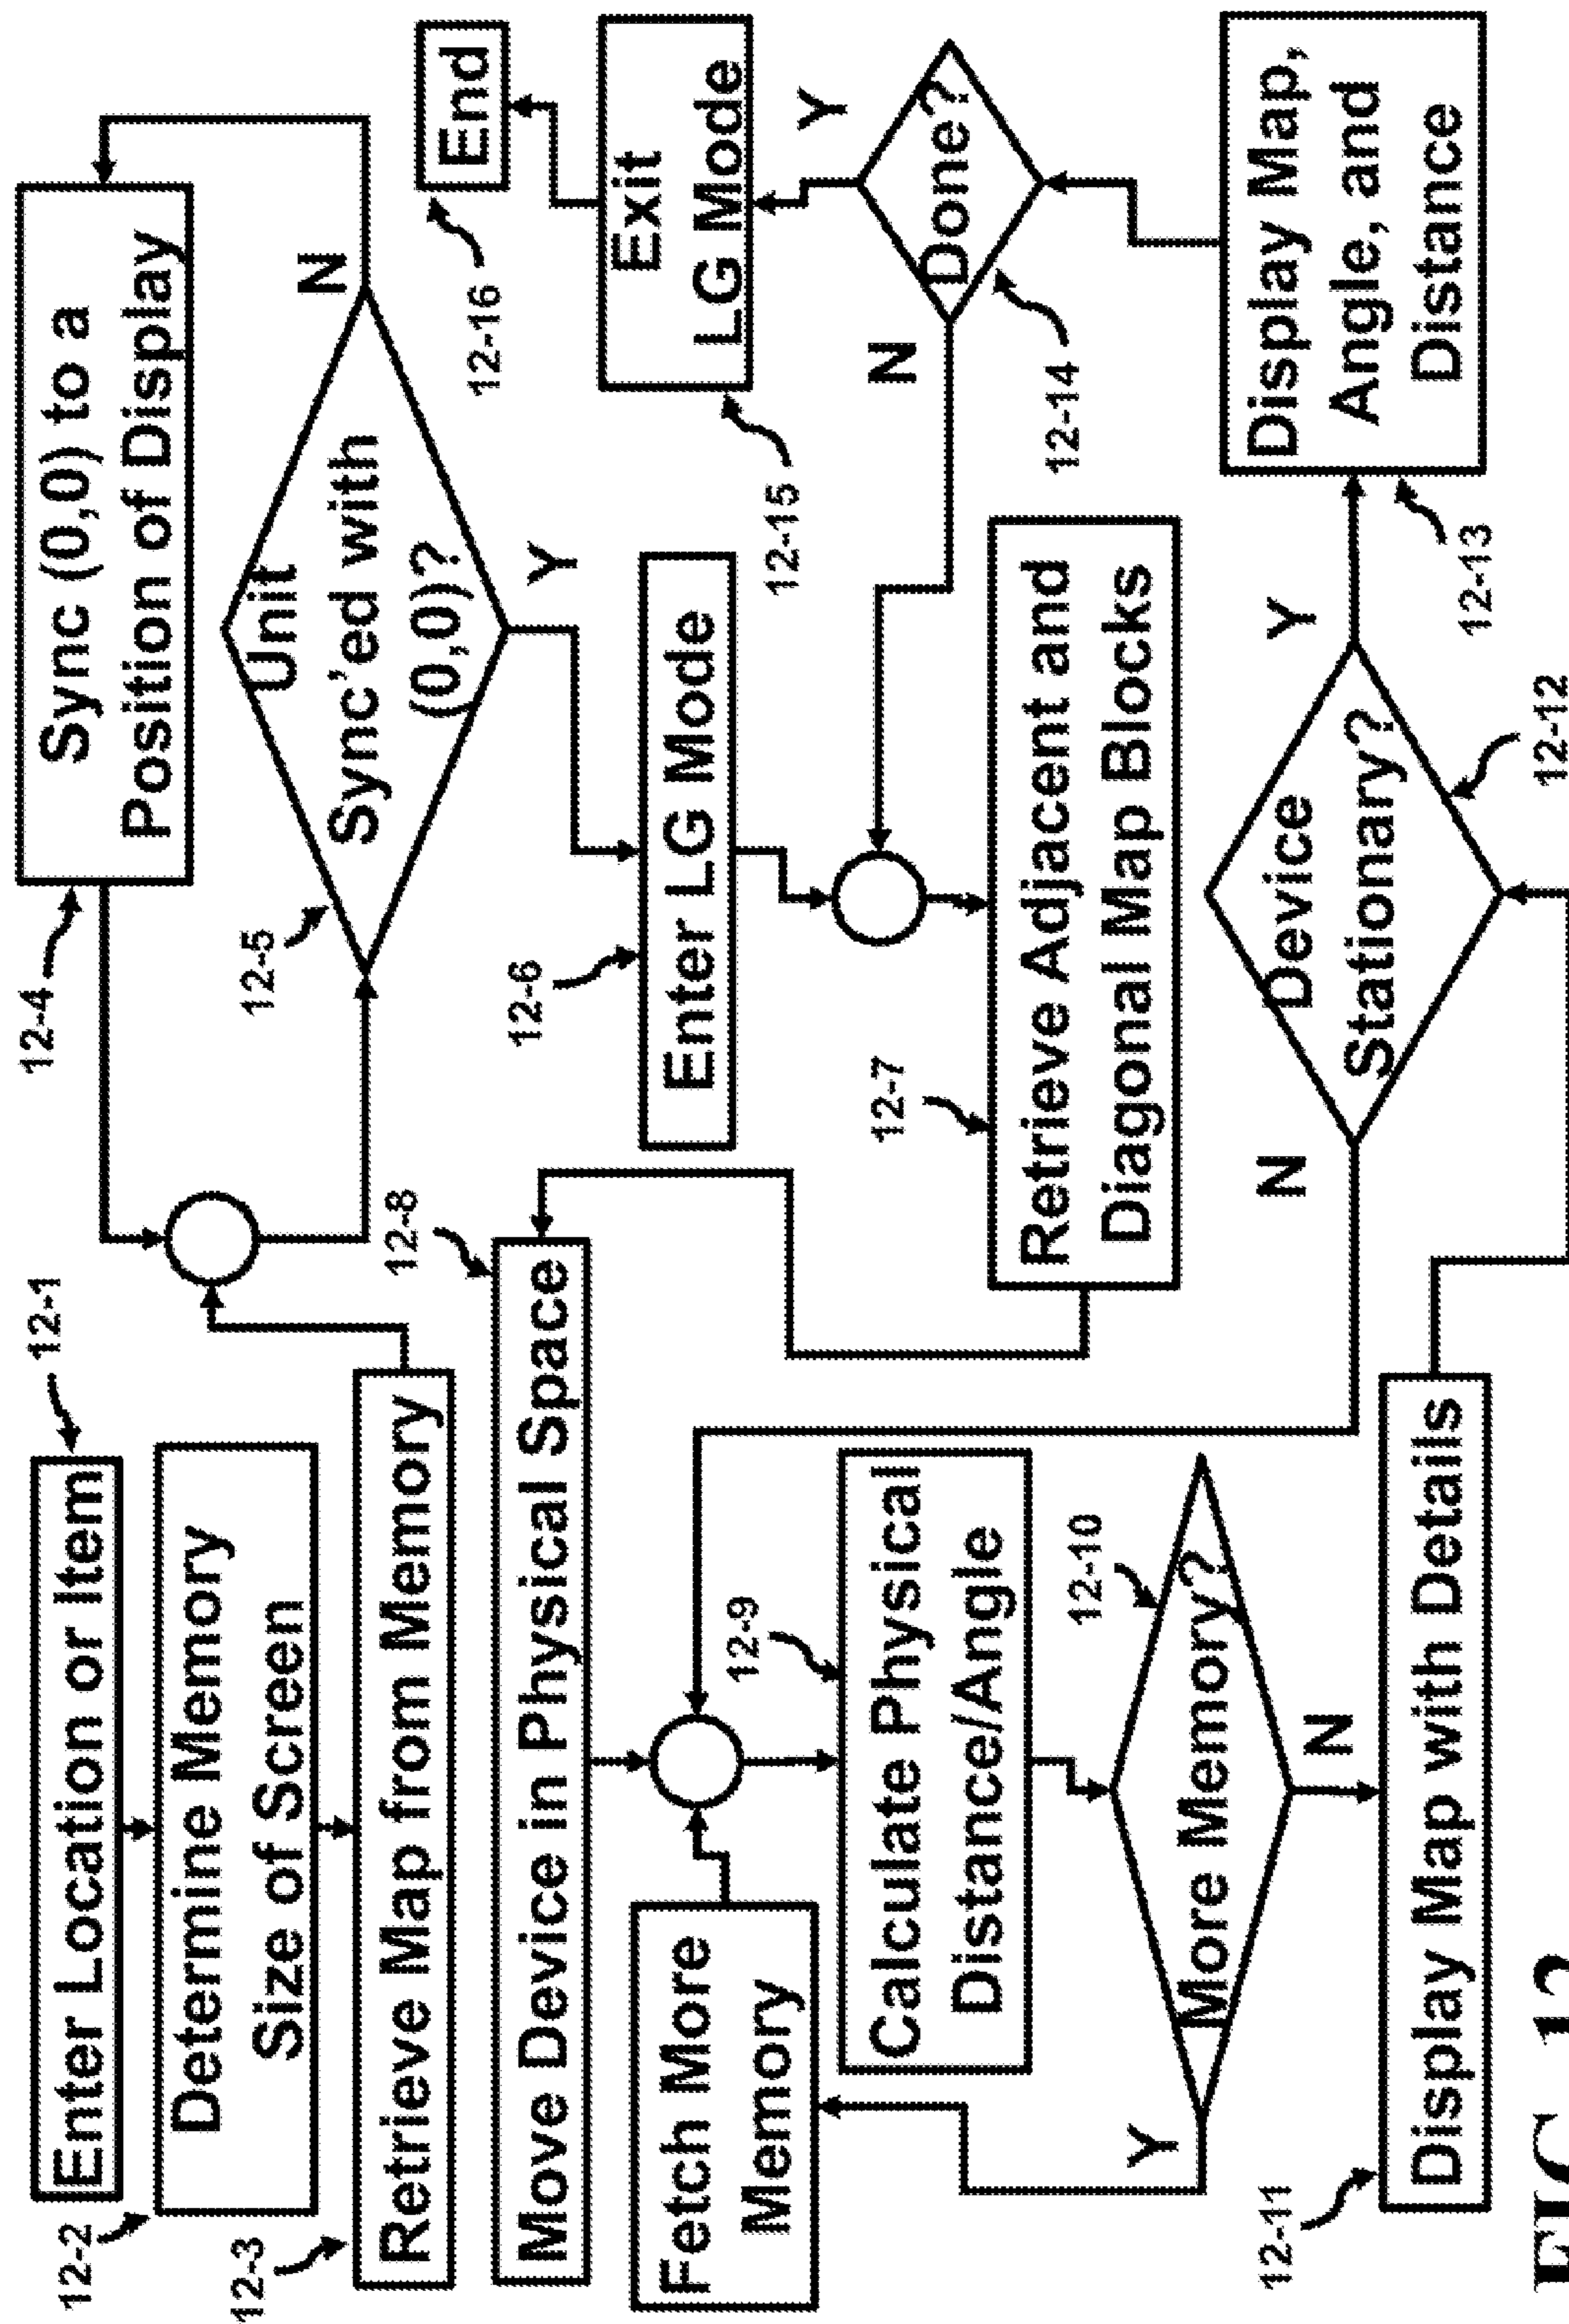 Enter Location or Item
12-1
12-2
Determine Memory
Size of Screen
12-3
Retrieve Map from Memory
12-4
Sync (0,0) to a
Position of Display
12-5
Unit
Sync'ed with
(0,0)?
N
Y
12-6
Enter LG Mode
12-7
Retrieve Adjacent and
Diagonal Map Blocks
12-8
Move Device in Physical Space
Fetch More
Memory
12-9
Calculate Physical
Distance/Angle
12-10
More Memory?
Y
N
12-11
Display Map with Details
12-12
Device
Stationary?
N
Y
12-13
Display Map,
Angle, and
Distance
12-14
Done?
N
Y
12-15
Exit
LG Mode
12-16
End
FIG. 12